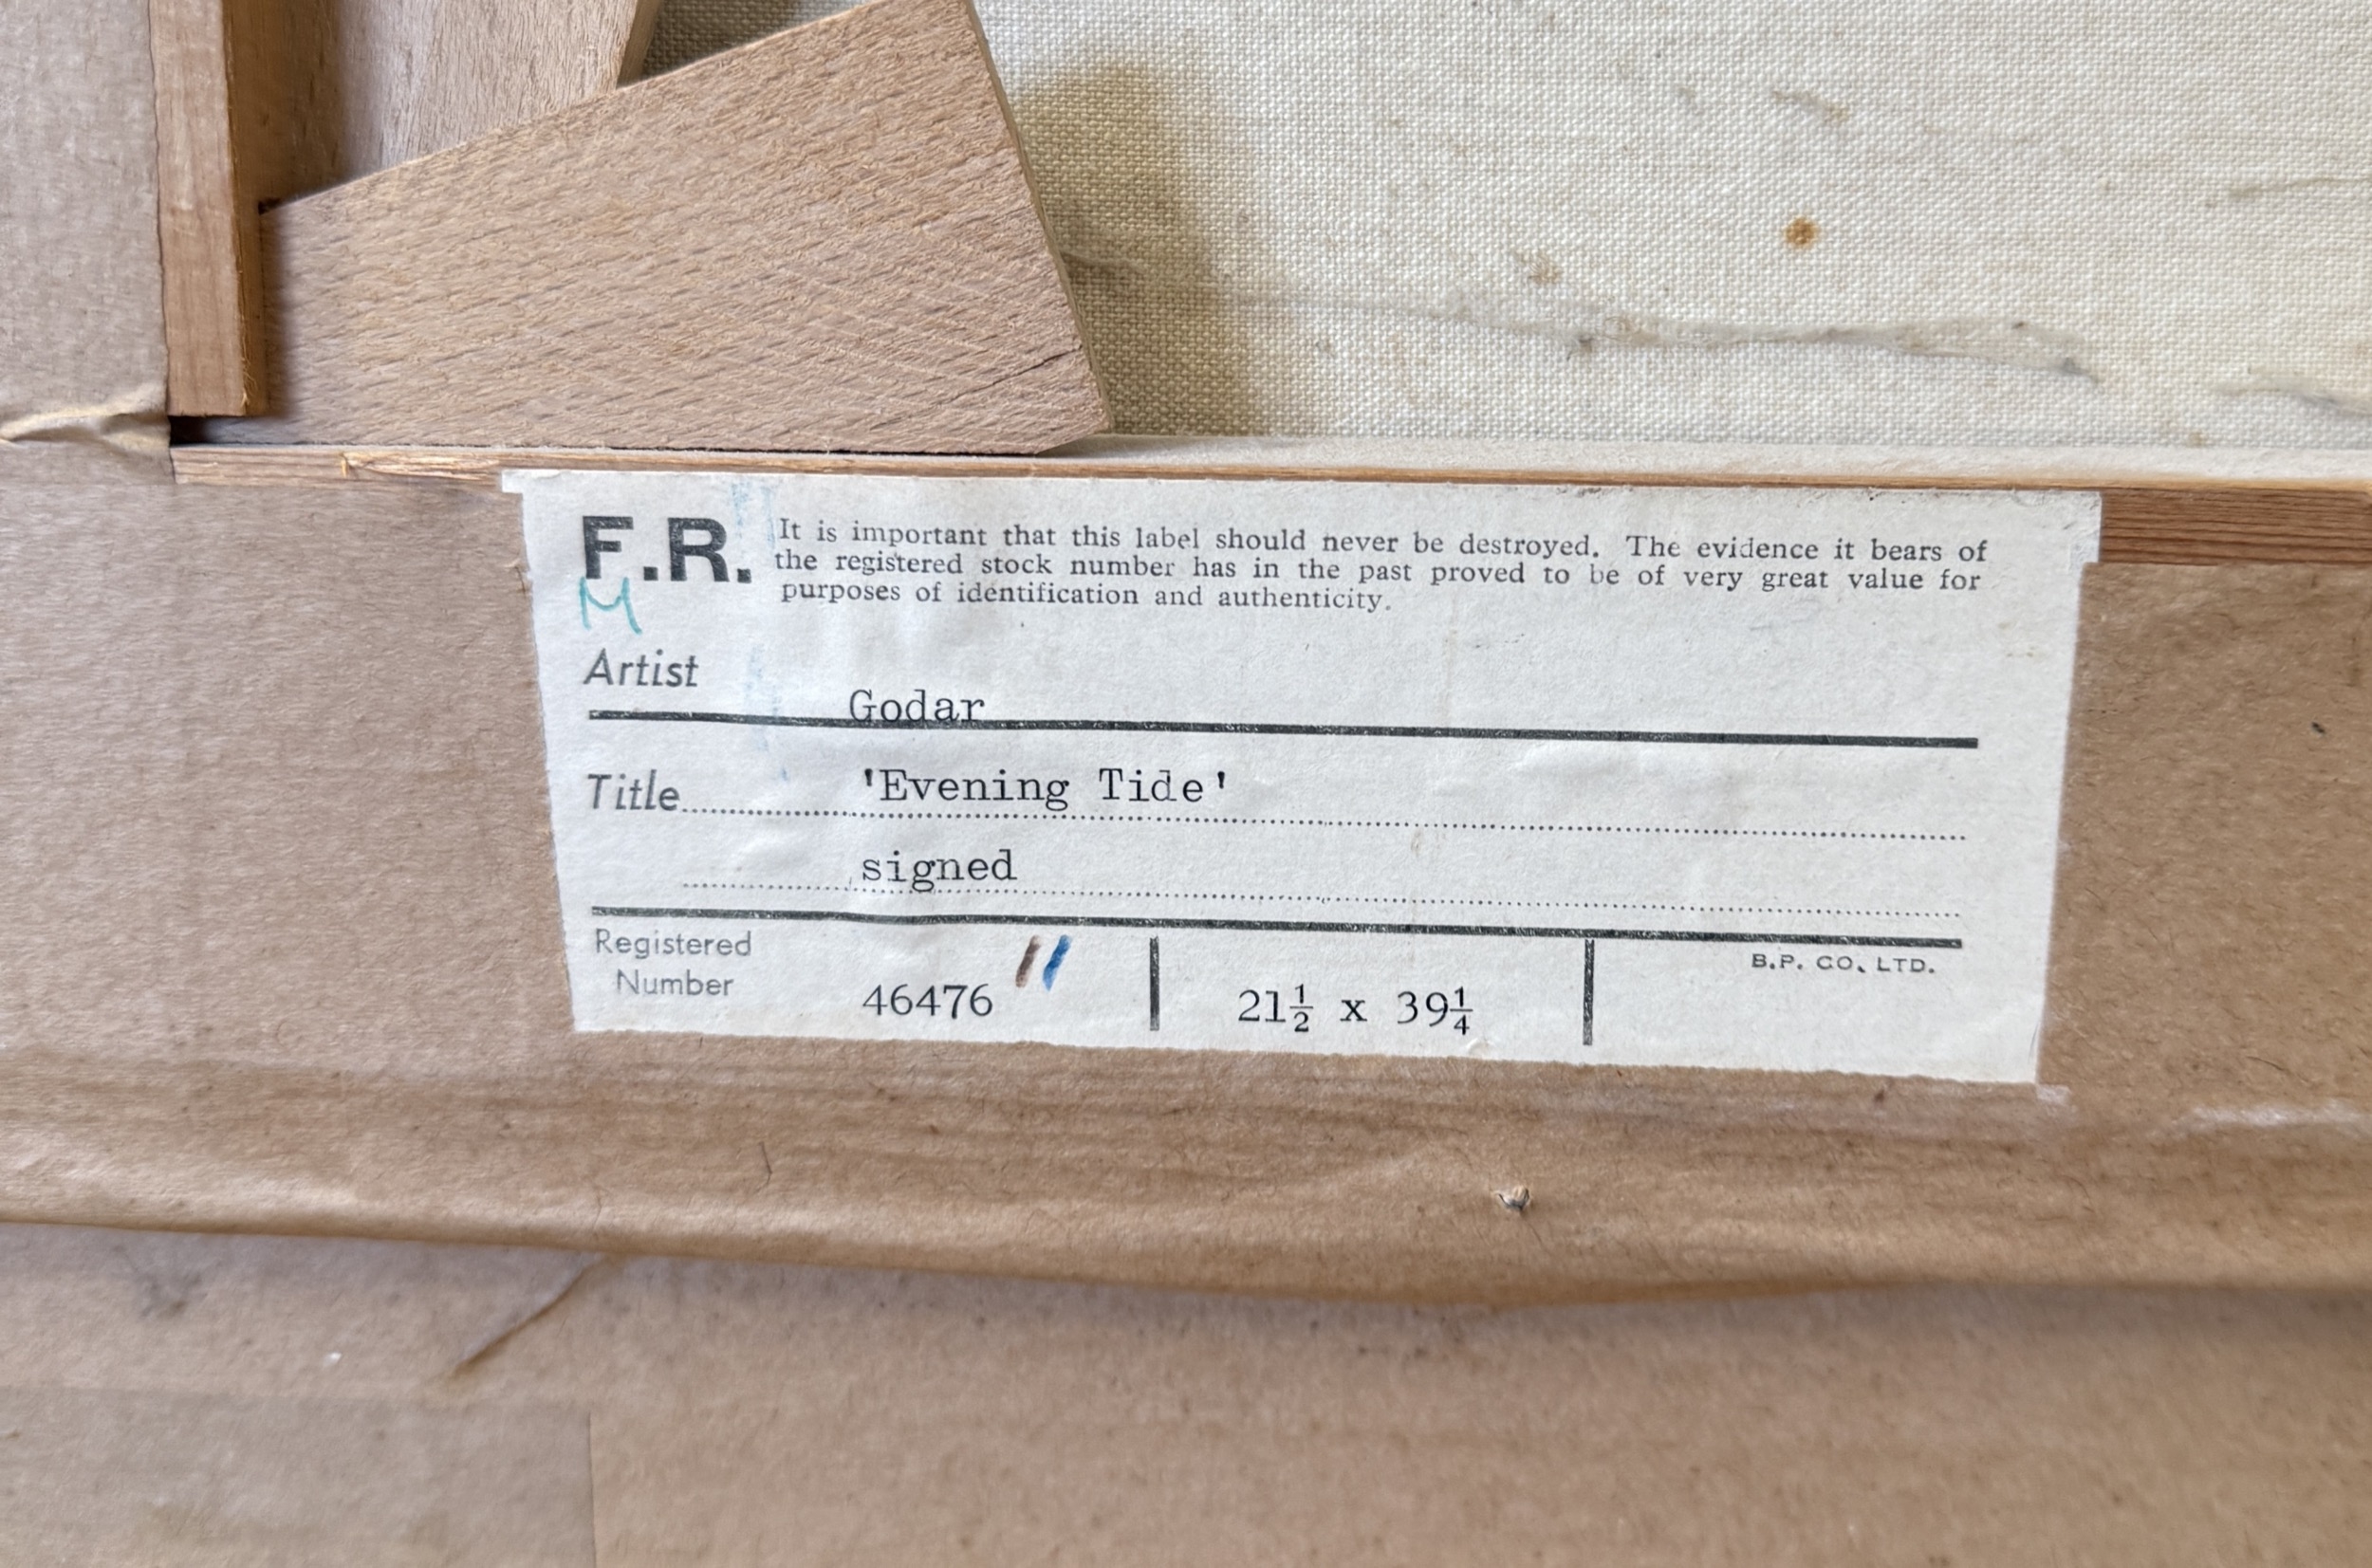 F.R.
It is important that this label should never be destroyed. The evidence it bears of
the registered stock number has in the past proved to be of very great value for
purposes of identification and authenticity.
M
Artist
Godar
Title 'Evening Tide'
signed
Registered
Number
46476
21½ x 39¼
B.P. CO. LTD.